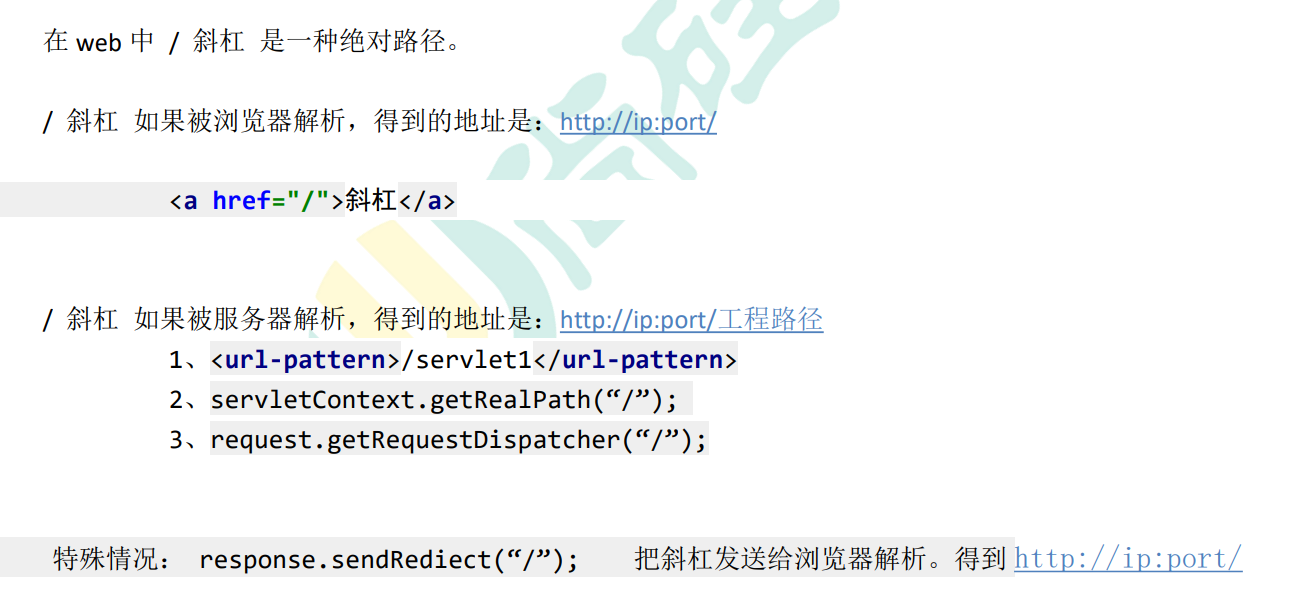 在 web 中 / 斜杠 是一种绝对路径。
/ 斜杠 如果被浏览器解析，得到的地址是：http://ip:port/
<a href="/">斜杠</a>
/ 斜杠 如果被服务器解析，得到的地址是：http://ip:port/工程路径
1、<url-pattern>/servlet1</url-pattern>
2、servletContext.getRealPath(“/”);
3、request.getRequestDispatcher(“/”);
特殊情况： response.sendRediect(“/”); 把斜杠发送给浏览器解析。得到 http://ip:port/